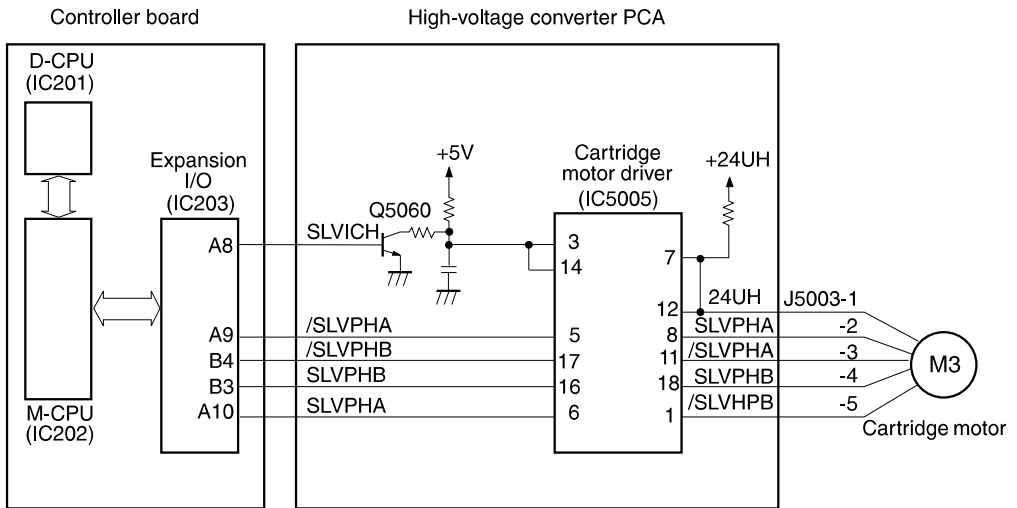 Controller board
High-voltage converter PCA
D-CPU
(IC201)
Expansion
I/O
(IC203)
M-CPU
(IC202)
A8
A9
B4
B3
A10
SLVICH
/SLVPHA
/SLVPHB
SLVPHB
SLVPHA
Q5060
+5V
Cartridge
motor driver
(IC5005)
3
14
5
17
16
6
7
12
8
11
18
1
+24UH
24UH
SLVPHA
/SLVPHA
SLVPHB
/SLVHPB
J5003-1
-2
-3
-4
-5
M3
Cartridge motor